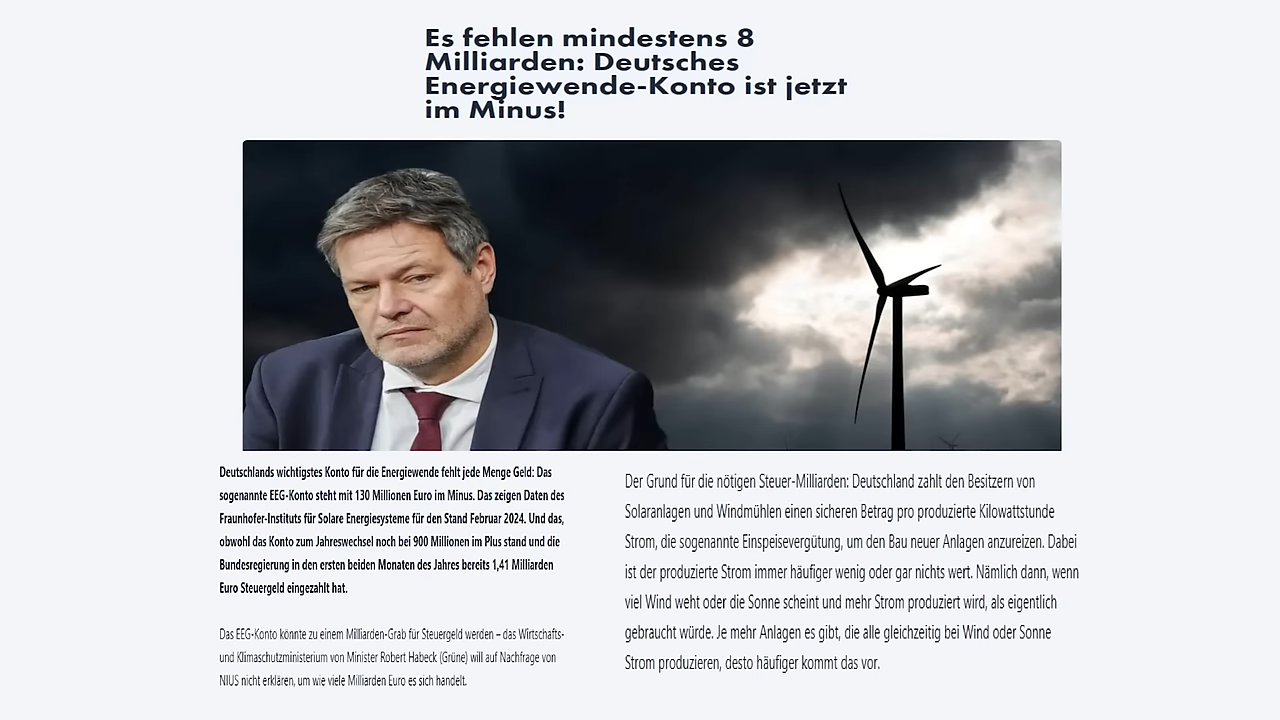 Es fehlen mindestens 8
Milliarden: Deutsches
Energiewende-Konto ist jetzt
im Minus!
Deutschlands wichtigstes Konto für die Energiewende fehlt jede Menge Geld: Das
sogenannte EEG-Konto steht mit 130 Millionen Euro im Minus. Das zeigen Daten des
Fraunhofer-Instituts für Solare Energiesysteme für den Stand Februar 2024. Und das,
obwohl das Konto zum Jahreswechsel noch bei 900 Millionen im Plus stand und die
Bundesregierung in den ersten beiden Monaten des Jahres bereits 1,41 Milliarden
Euro Steuergeld eingezahlt hat.
Das EEG-Konto könnte zu einem Milliarden-Grab für Steuergeld werden – das Wirtschafts-
und Klimaschutzministerium von Minister Robert Habeck (Grüne) will auf Nachfrage von
NIUS nicht erklären, um wie viele Milliarden Euro es sich handelt.
Der Grund für die nötigen Steuer-Milliarden: Deutschland zahlt den Besitzern von
Solaranlagen und Windmühlen einen sicheren Betrag pro produzierte Kilowattstunde
Strom, die sogenannte Einspeisevergütung, um den Bau neuer Anlagen anzureizen. Dabei
ist der produzierte Strom immer häufiger wenig oder gar nichts wert. Nämlich dann, wenn
viel Wind weht oder die Sonne scheint und mehr Strom produziert wird, als eigentlich
gebraucht würde. Je mehr Anlagen es gibt, die alle gleichzeitig bei Wind oder Sonne
Strom produzieren, desto häufiger kommt das vor.